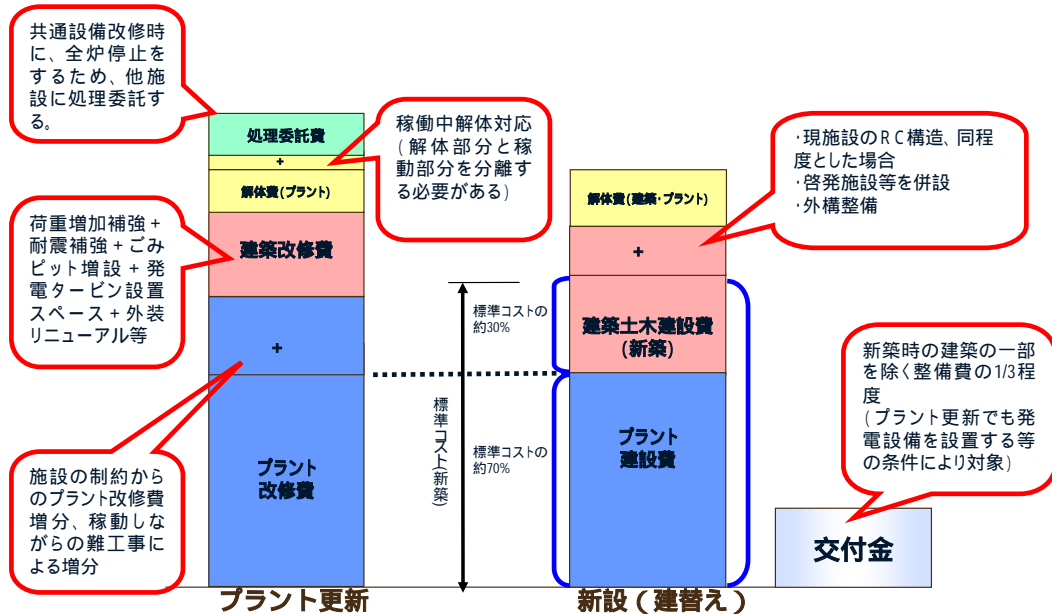 共通設備改修時
に、全炉停止を
するため、他施
設に処理委託す
る。
処理委託費
+
解体費(プラント)
建築改修費
+
プラント
改修費
プラント更新
稼働中解体対応
(解体部分と稼
動部分を分離す
る必要がある)
荷重増加補強+
耐震補強+ごみ
ピット増設+発
電タービン設置
スペース+外装
リニューアル等
施設の制約から
のプラント改修費
増分、稼動しな
がらの難工事に
よる増分
標準コスト(新築)
標準コストの
約30%
標準コストの
約70%
解体費(建築・プラント)
+
建築土木建設費
(新築)
プラント
建設費
新設(建替え)
・現施設のRC構造、同程
度とした場合
・啓発施設等を併設
・外構整備
新築時の建築の一部
を除く整備費の1/3程
度
(プラント更新でも発
電設備を設置する等
の条件により対象)
交付金